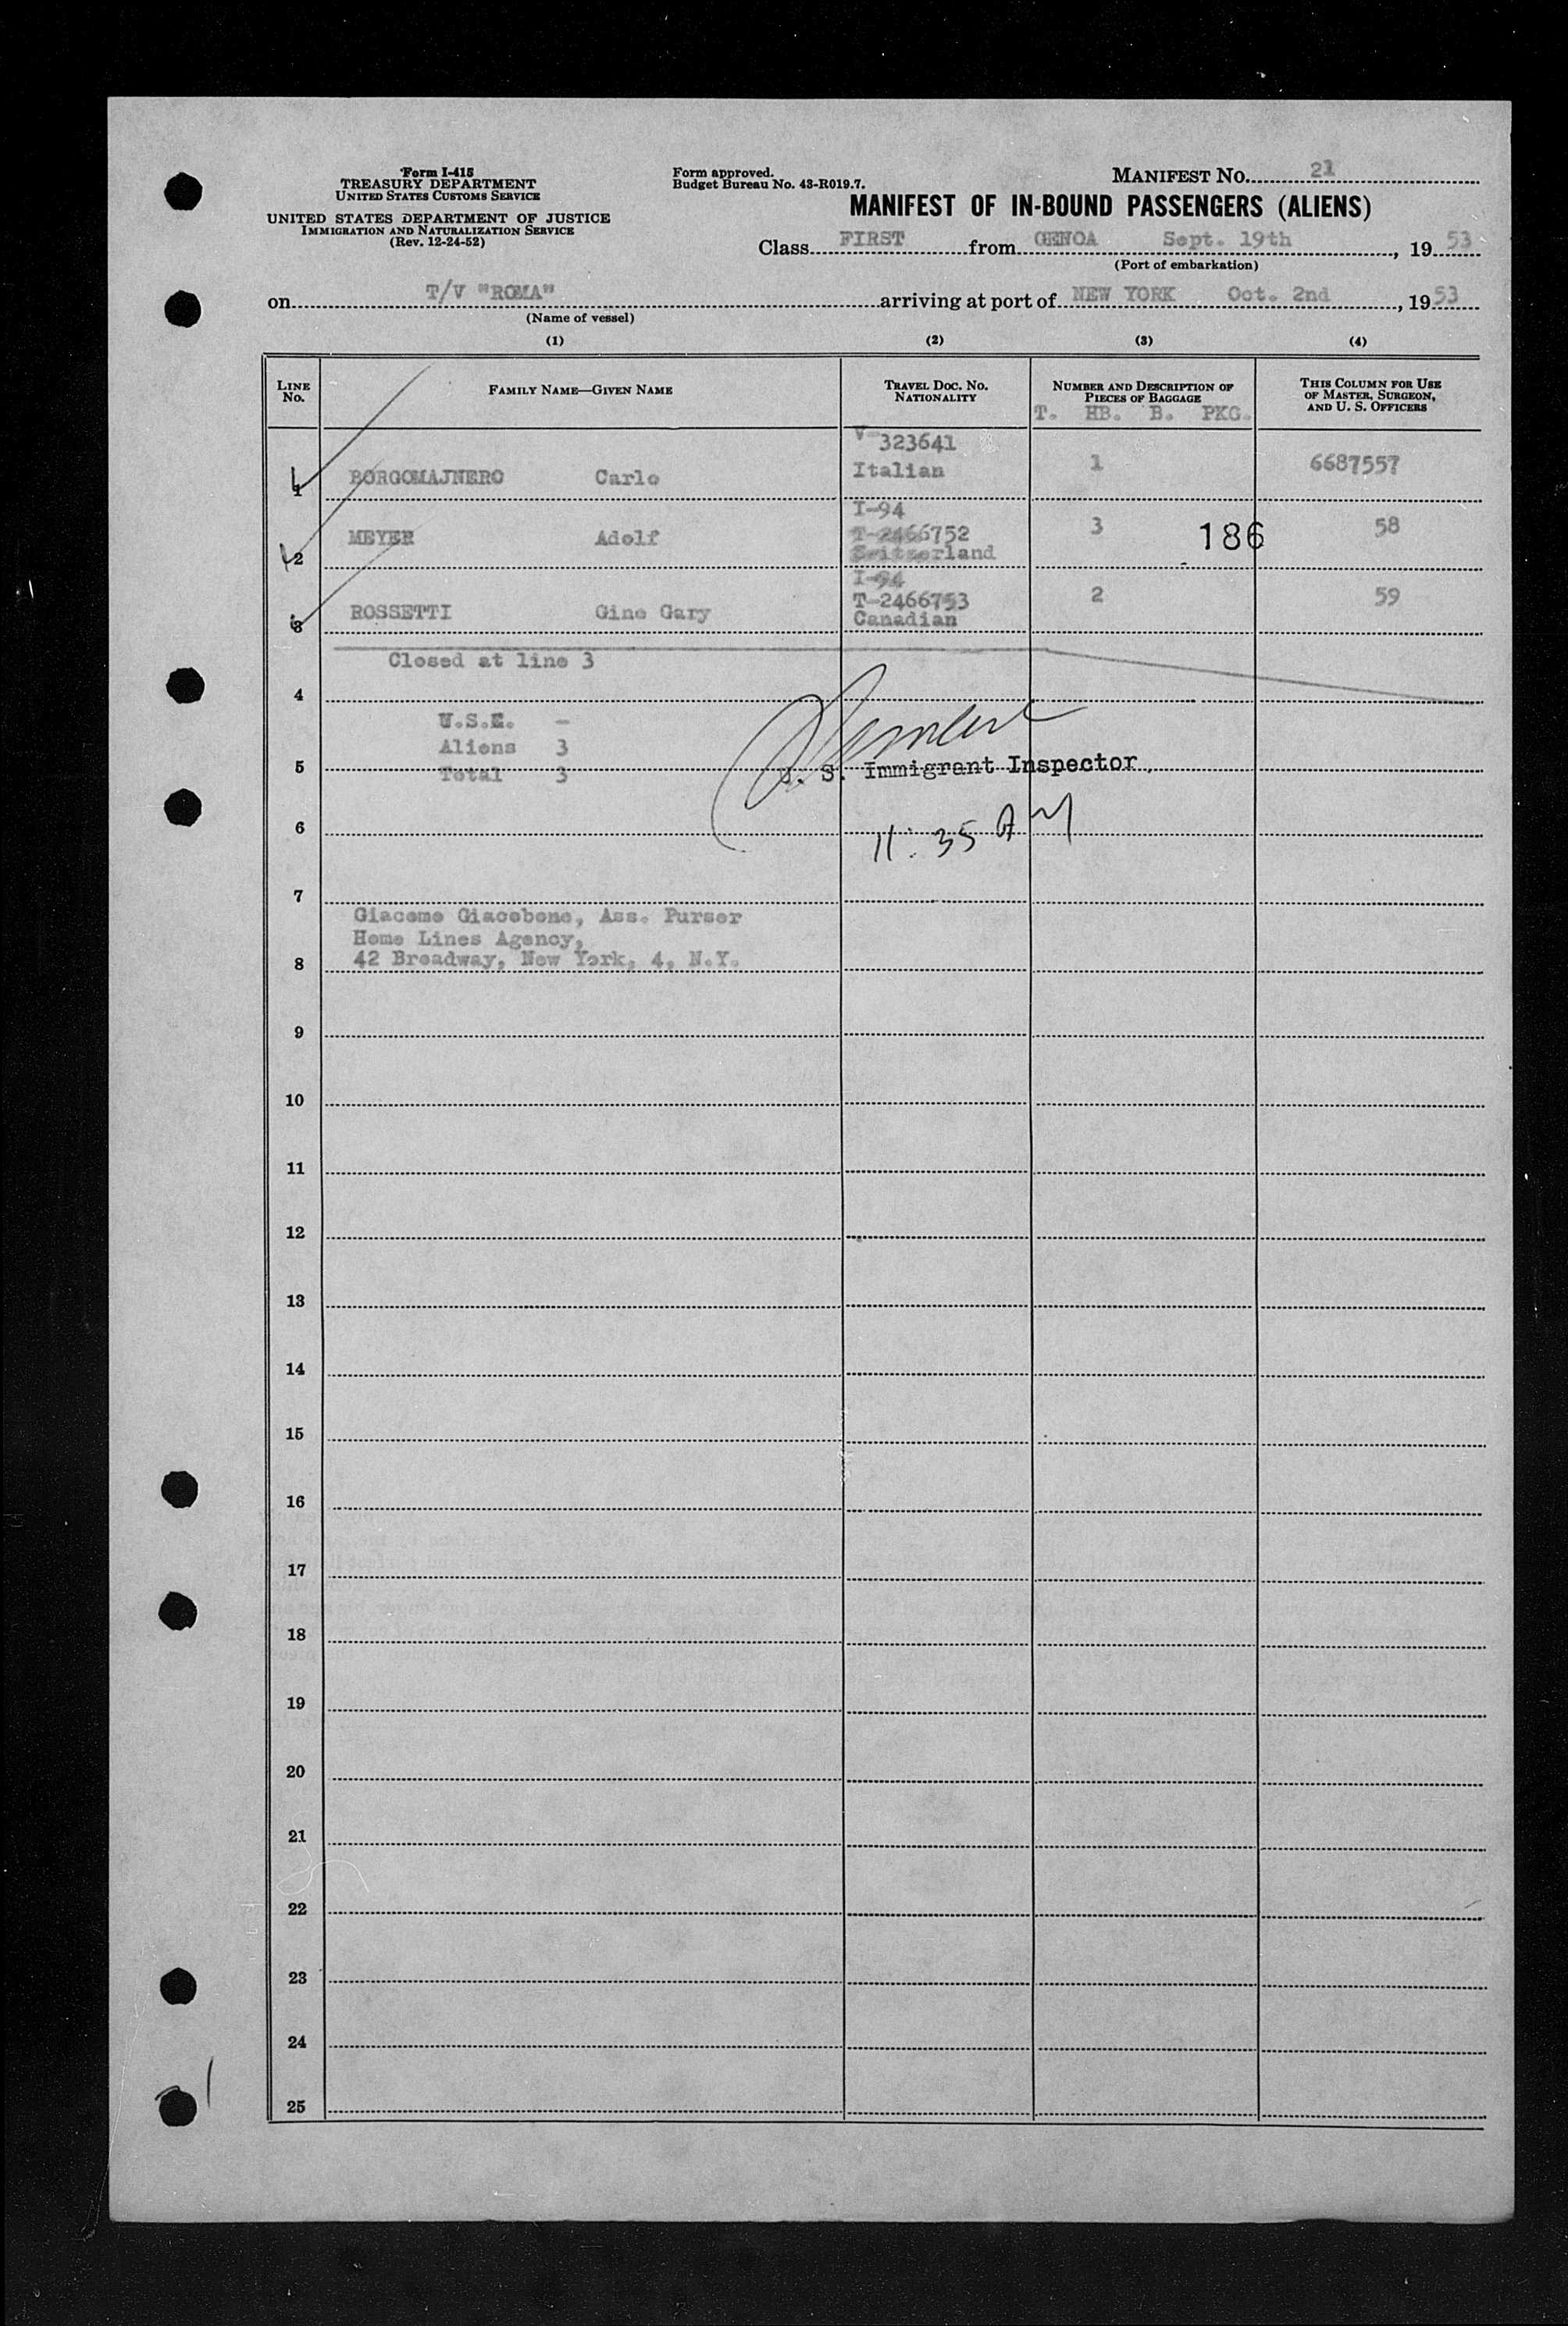 Form I-415
TREASURY DEPARTMENT
UNITED STATES CUSTOMS SERVICE
UNITED STATES DEPARTMENT OF JUSTICE
IMMIGRATION AND NATURALIZATION SERVICE
(Rev. 12-24-52)
Form approved.
Budget Bureau No. 43-R019.7.
MANIFEST NO. 21
MANIFEST OF IN-BOUND PASSENGERS (ALIENS)
Class FIRST from GENOA Sept. 19th, 1953
(Port of embarkation)
on T/V "ROMA" arriving at port of NEW YORK Oct. 2nd, 1953
(Name of vessel)
(1) (2) (3) (4)
LINE NO. FAMILY NAME—GIVEN NAME TRAVEL DOC. NO. NATIONALITY NUMBER AND DESCRIPTION OF PIECES OF BAGGAGE THIS COLUMN FOR USE OF MASTER, SURGEON, AND U. S. OFFICERS
T. HB. B. PKG.
V-323641
1 BORGOMAJNERO Carlo Italian 1 6687557
I-94
T-2466752
2 MEYER Adolf Switzerland 3 186 58
I-94
T-2466753
3 ROSSETTI Gino Gary Canadian 2 59
Closed at line 3
4
U.S.C. -
Aliens 3
5 Total 3
U. S. Immigrant Inspector.
6 11:35 AM
7
Giacomo Giacobone, Ass. Purser
Home Lines Agency,
8 42 Broadway, New York, 4, N.Y.
9
10
11
12
13
14
15
16
17
18
19
20
21
22
23
24
25